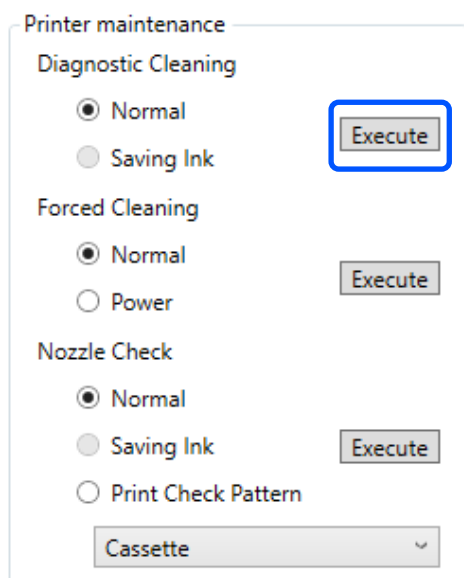 Printer maintenance
Diagnostic Cleaning
Normal
Execute
Saving Ink
Forced Cleaning
Normal
Execute
Power
Nozzle Check
Normal
Saving Ink
Execute
Print Check Pattern
Cassette